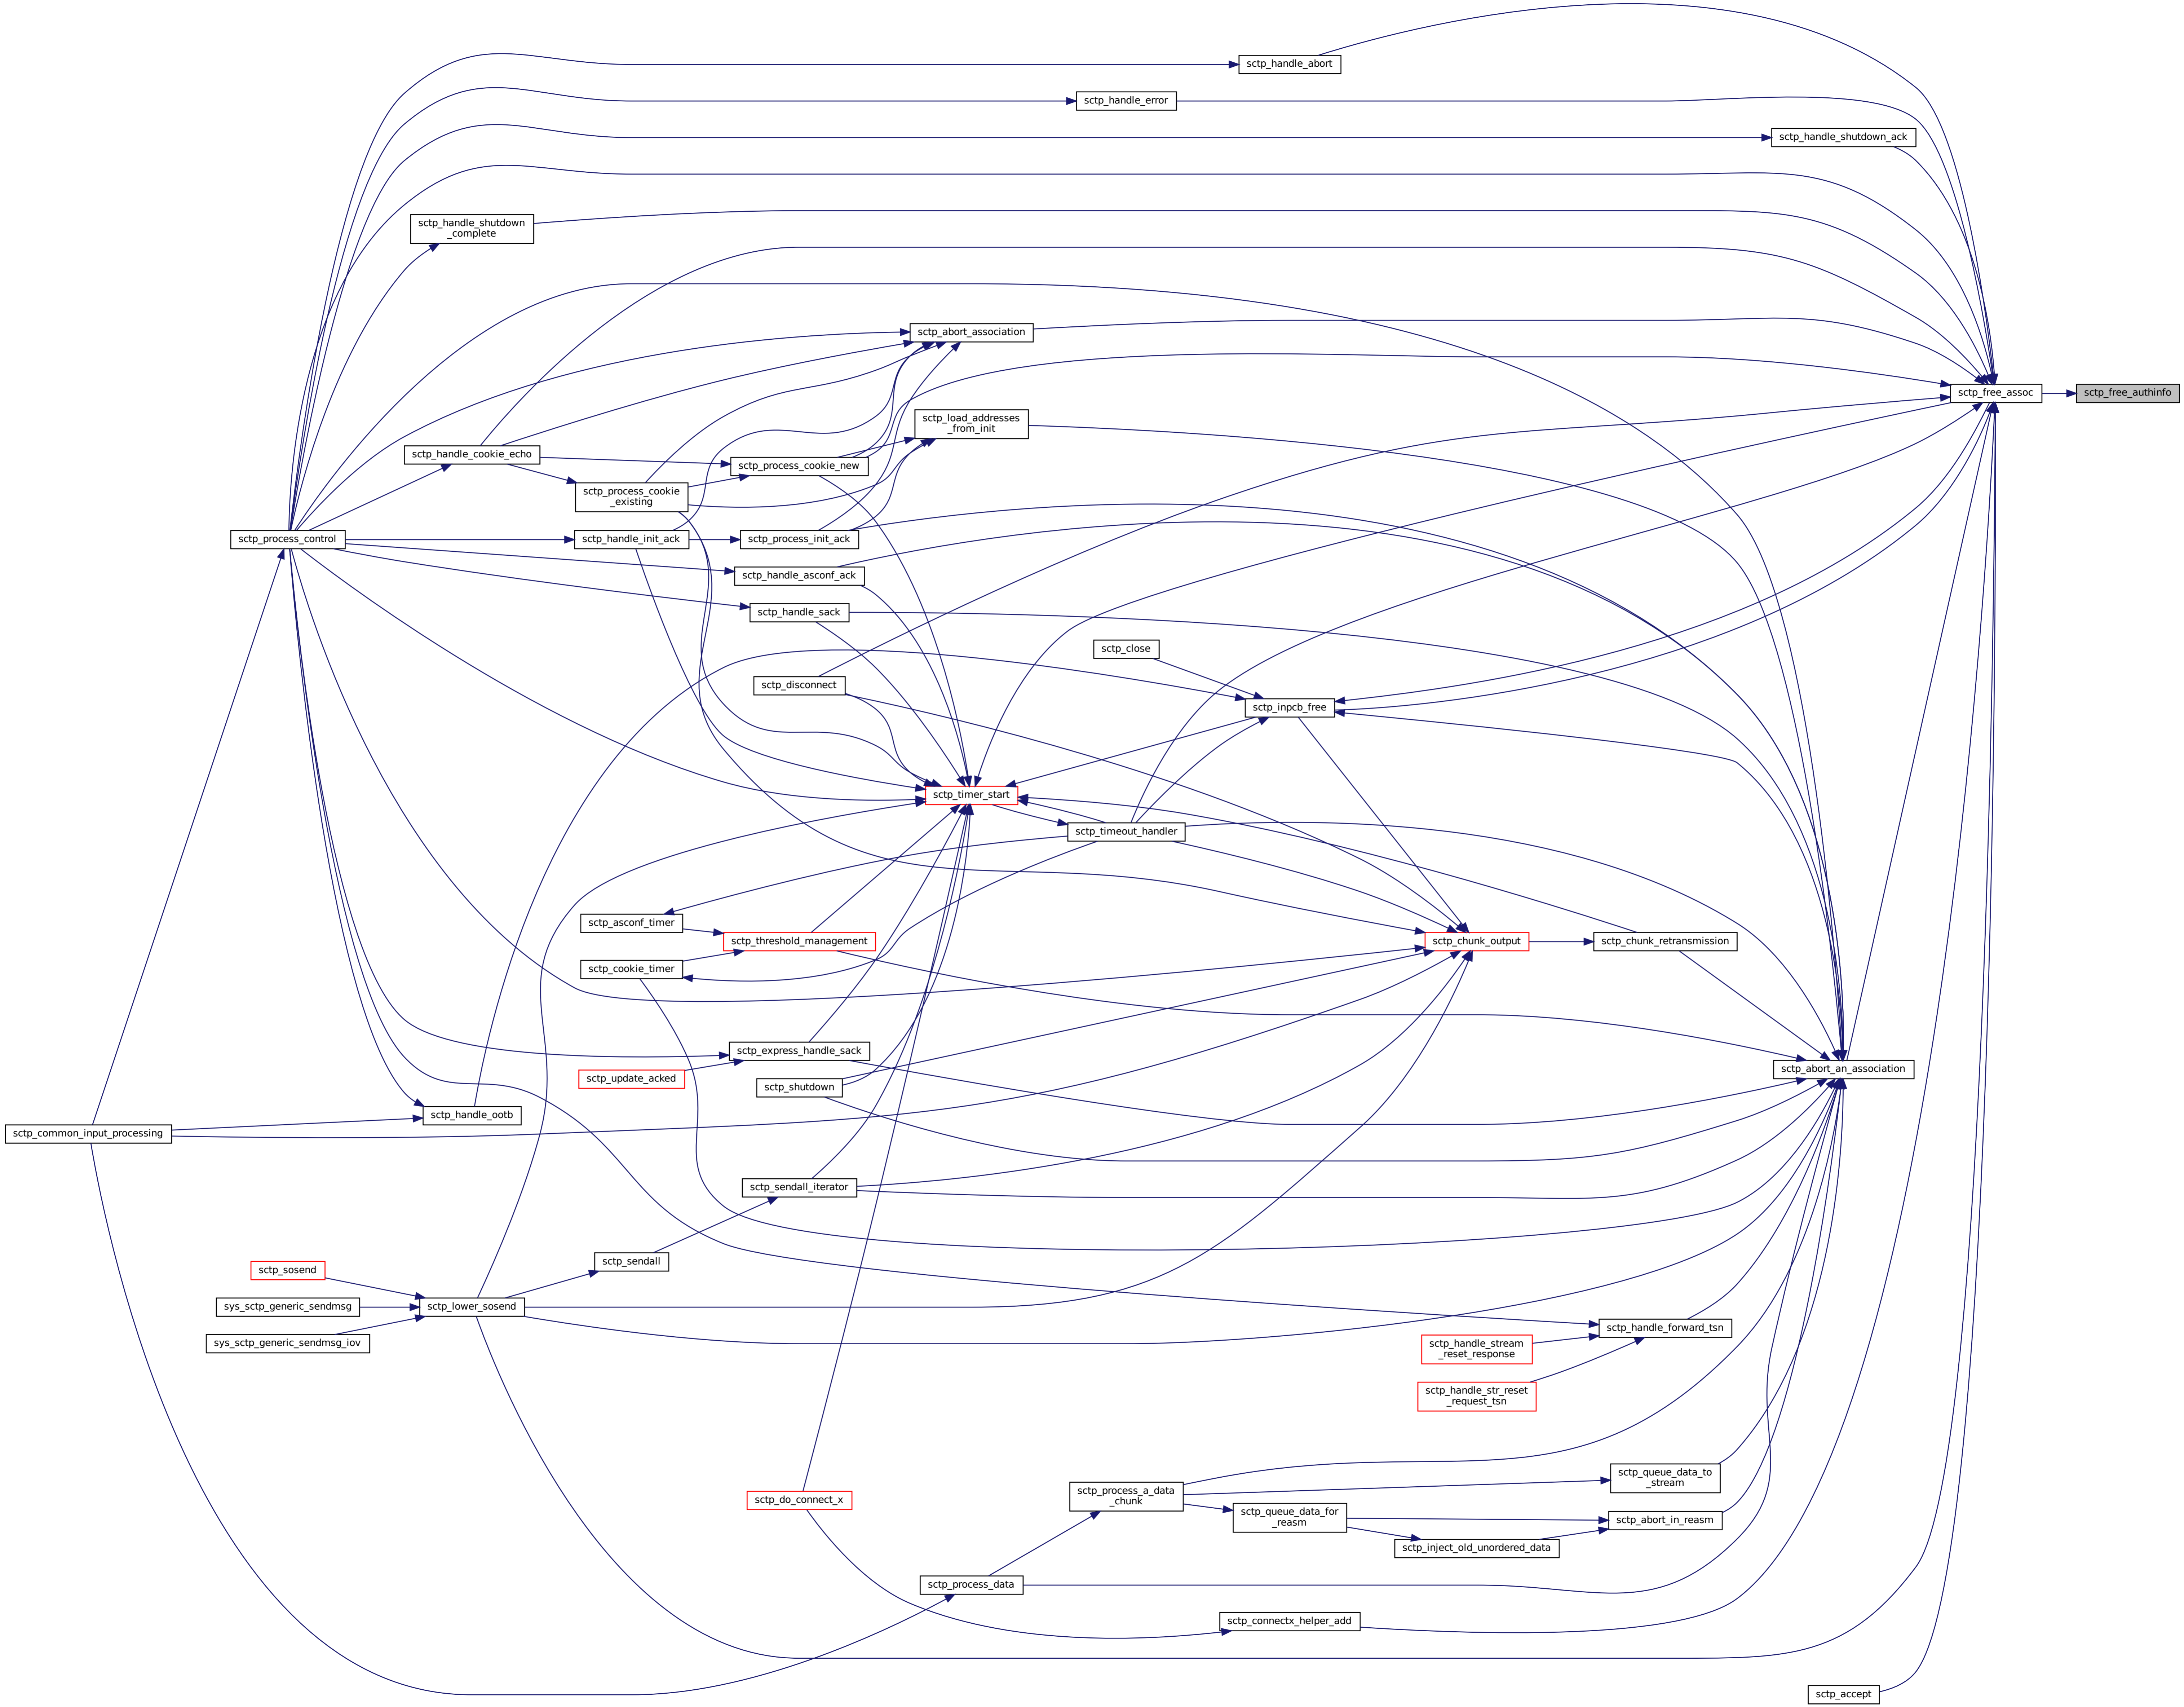 sctp_handle_abort
sctp_handle_error
sctp_handle_shutdown_ack
sctp_handle_shutdown
_complete
sctp_abort_association
sctp_free_assoc
sctp_free_authinfo
sctp_load_addresses
_from_init
sctp_handle_cookie_echo
sctp_process_cookie_new
sctp_process_cookie
_existing
sctp_process_control
sctp_handle_init_ack
sctp_process_init_ack
sctp_handle_asconf_ack
sctp_handle_sack
sctp_close
sctp_disconnect
sctp_inpcb_free
sctp_timer_start
sctp_timeout_handler
sctp_asconf_timer
sctp_threshold_management
sctp_chunk_output
sctp_chunk_retransmission
sctp_cookie_timer
sctp_express_handle_sack
sctp_update_acked
sctp_shutdown
sctp_abort_an_association
sctp_handle_ootb
sctp_common_input_processing
sctp_sendall_iterator
sctp_sendall
sctp_sosend
sys_sctp_generic_sendmsg
sctp_lower_sosend
sys_sctp_generic_sendmsg_iov
sctp_handle_forward_tsn
sctp_handle_stream
_reset_response
sctp_handle_str_reset
_request_tsn
sctp_queue_data_to
_stream
sctp_do_connect_x
sctp_process_a_data
_chunk
sctp_queue_data_for
_reasm
sctp_abort_in_reasm
sctp_inject_old_unordered_data
sctp_process_data
sctp_connectx_helper_add
sctp_accept